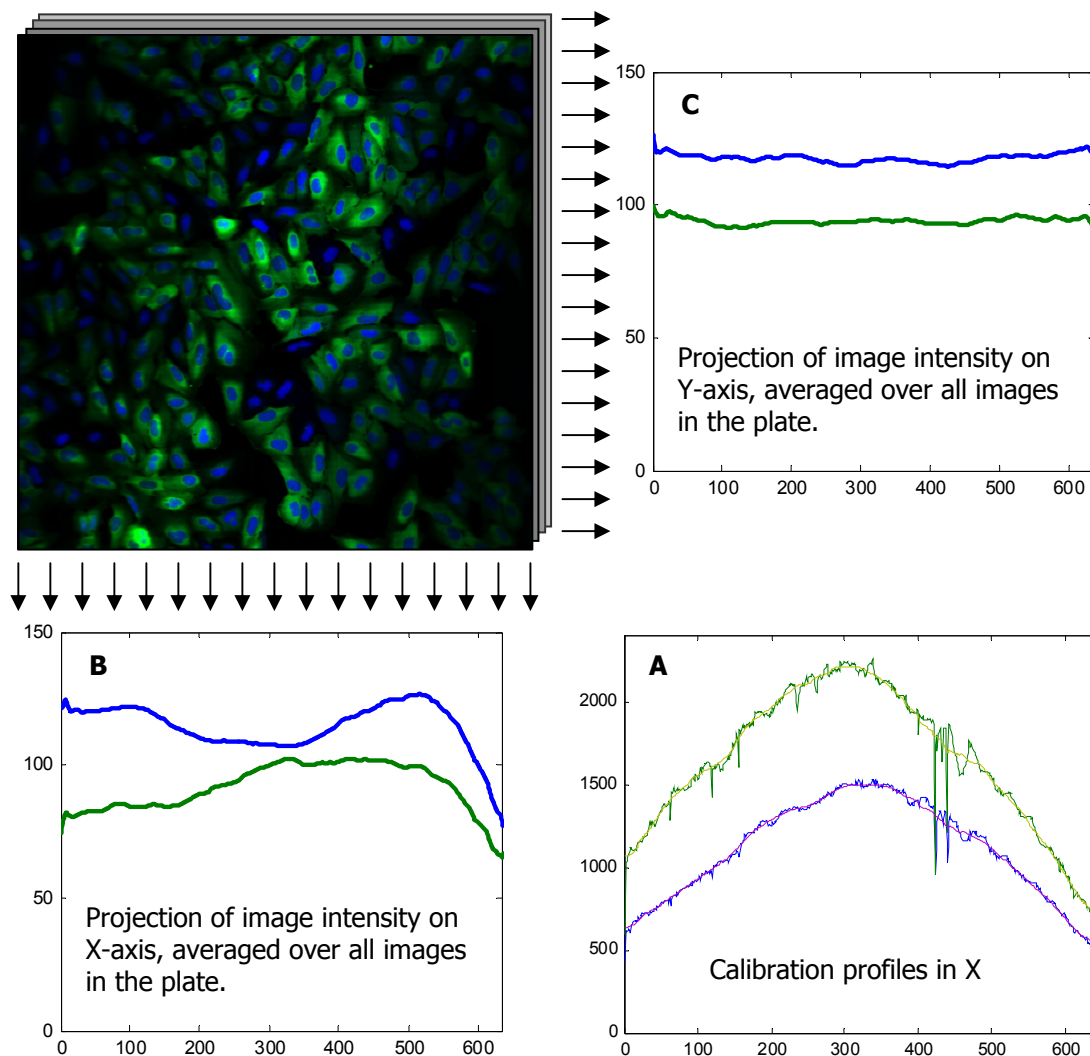 150
C
100
50
0
Projection of image intensity on
Y-axis, averaged over all images
in the plate.
0 100 200 300 400 500 600
150
B
100
50
0
Projection of image intensity on
X-axis, averaged over all images
in the plate.
0 100 200 300 400 500 600
A
2000
1500
1000
500
0
Calibration profiles in X
0 100 200 300 400 500 600